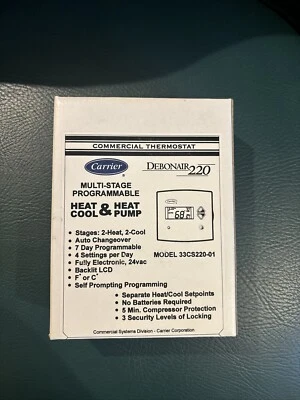 COMMERCIAL THERMOSTAT
Carrier
DEBONAIR 220
MULTI-STAGE
PROGRAMMABLE
HEAT & HEAT
COOL PUMP
MODEL 33CS220-01
• Stages: 2-Heat, 2-Cool
• Auto Changeover
• 7 Day Programmable
• 4 Settings per Day
• Fully Electronic, 24vac
• Backlit LCD
• F° or C°
• Self Prompting Programming
• Separate Heat/Cool Setpoints
• No Batteries Required
• 5 Min. Compressor Protection
• 3 Security Levels of Locking
Commercial Systems Division - Carrier Corporation